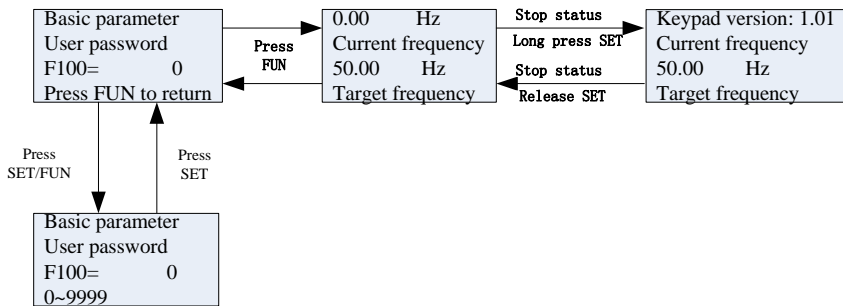 Basic parameter
User password
F100= 0
Press FUN to return
Press
FUN
0.00 Hz
Current frequency
50.00 Hz
Target frequency
Stop status
Long press SET
Stop status
Release SET
Keypad version: 1.01
Current frequency
50.00 Hz
Target frequency
Press
SET/FUN
Press
SET
Basic parameter
User password
F100= 0
0~9999